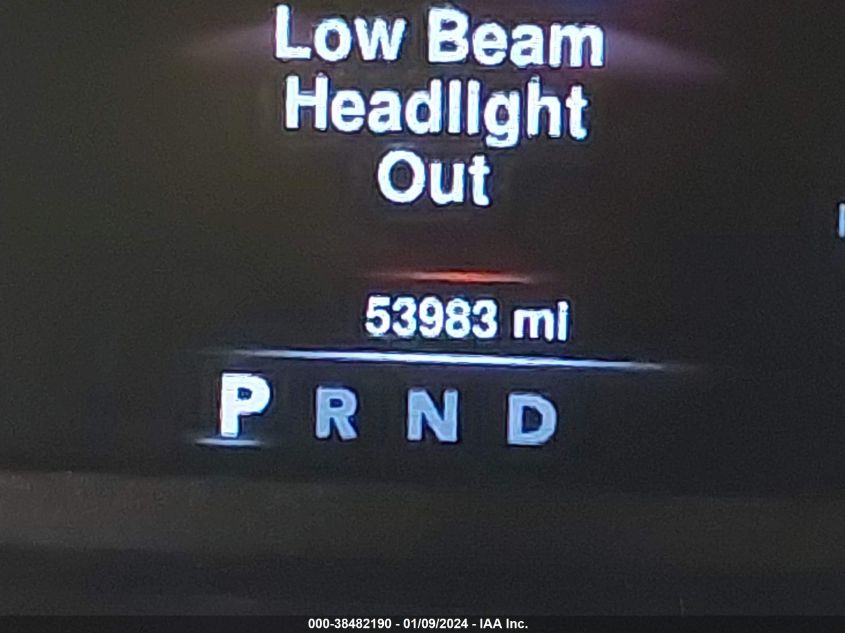 Low Beam
Headlight
Out
53983 mi
P R N D
000-38482190 - 01/09/2024 - IAA Inc.